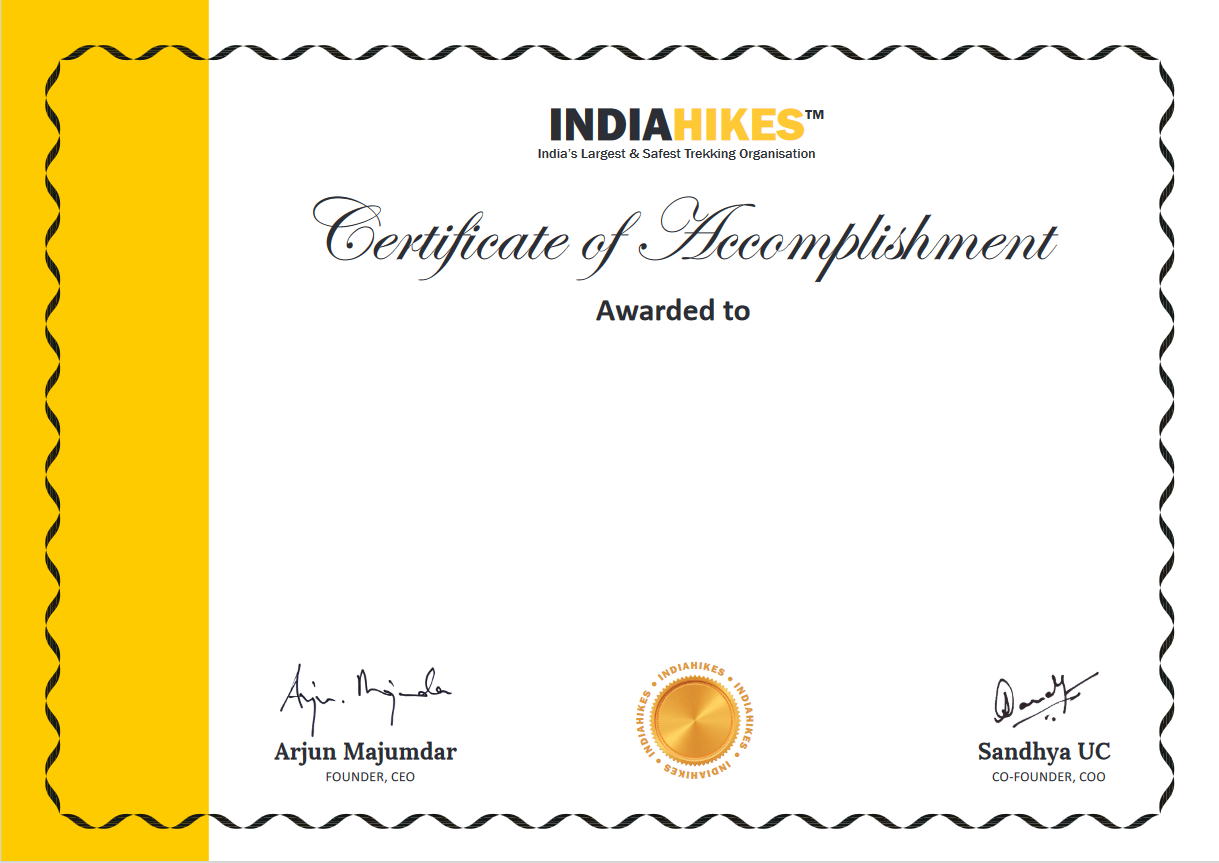 INDIAHIKES™
India's Largest & Safest Trekking Organisation
Certificate of Accomplishment
Awarded to
Arjun Majumdar
Arjun Majumdar
FOUNDER, CEO
INDIAHIKES • INDIAHIKES • INDIAHIKES • INDIAHIKES •
Sandhya UC
CO-FOUNDER, COO